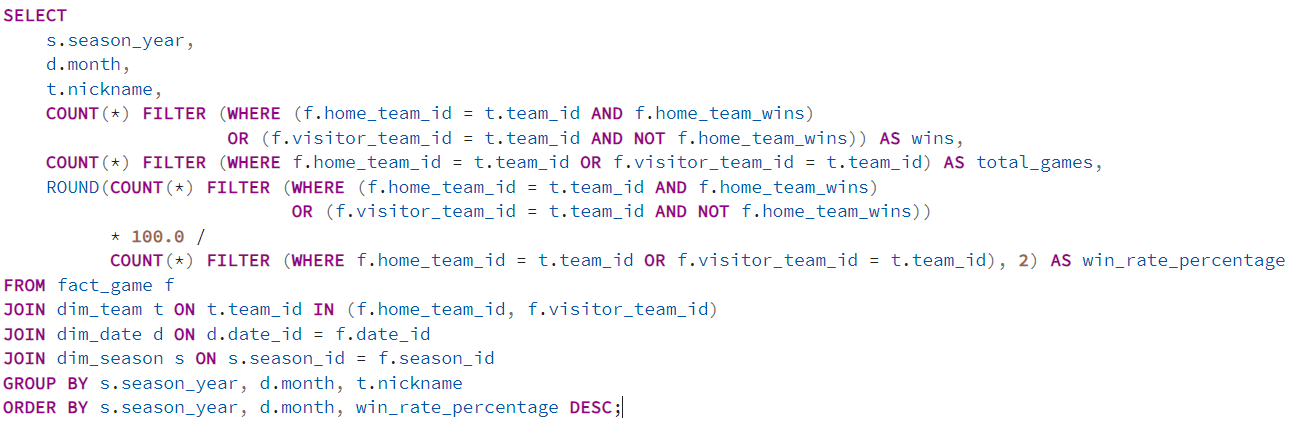 SELECT
    s.season_year,
    d.month,
    t.nickname,
    COUNT(*) FILTER (WHERE (f.home_team_id = t.team_id AND f.home_team_wins)
                     OR (f.visitor_team_id = t.team_id AND NOT f.home_team_wins)) AS wins,
    COUNT(*) FILTER (WHERE f.home_team_id = t.team_id OR f.visitor_team_id = t.team_id) AS total_games,
    ROUND(COUNT(*) FILTER (WHERE (f.home_team_id = t.team_id AND f.home_team_wins)
                           OR (f.visitor_team_id = t.team_id AND NOT f.home_team_wins))
          * 100.0 /
          COUNT(*) FILTER (WHERE f.home_team_id = t.team_id OR f.visitor_team_id = t.team_id), 2) AS win_rate_percentage
FROM fact_game f
JOIN dim_team t ON t.team_id IN (f.home_team_id, f.visitor_team_id)
JOIN dim_date d ON d.date_id = f.date_id
JOIN dim_season s ON s.season_id = f.season_id
GROUP BY s.season_year, d.month, t.nickname
ORDER BY s.season_year, d.month, win_rate_percentage DESC;